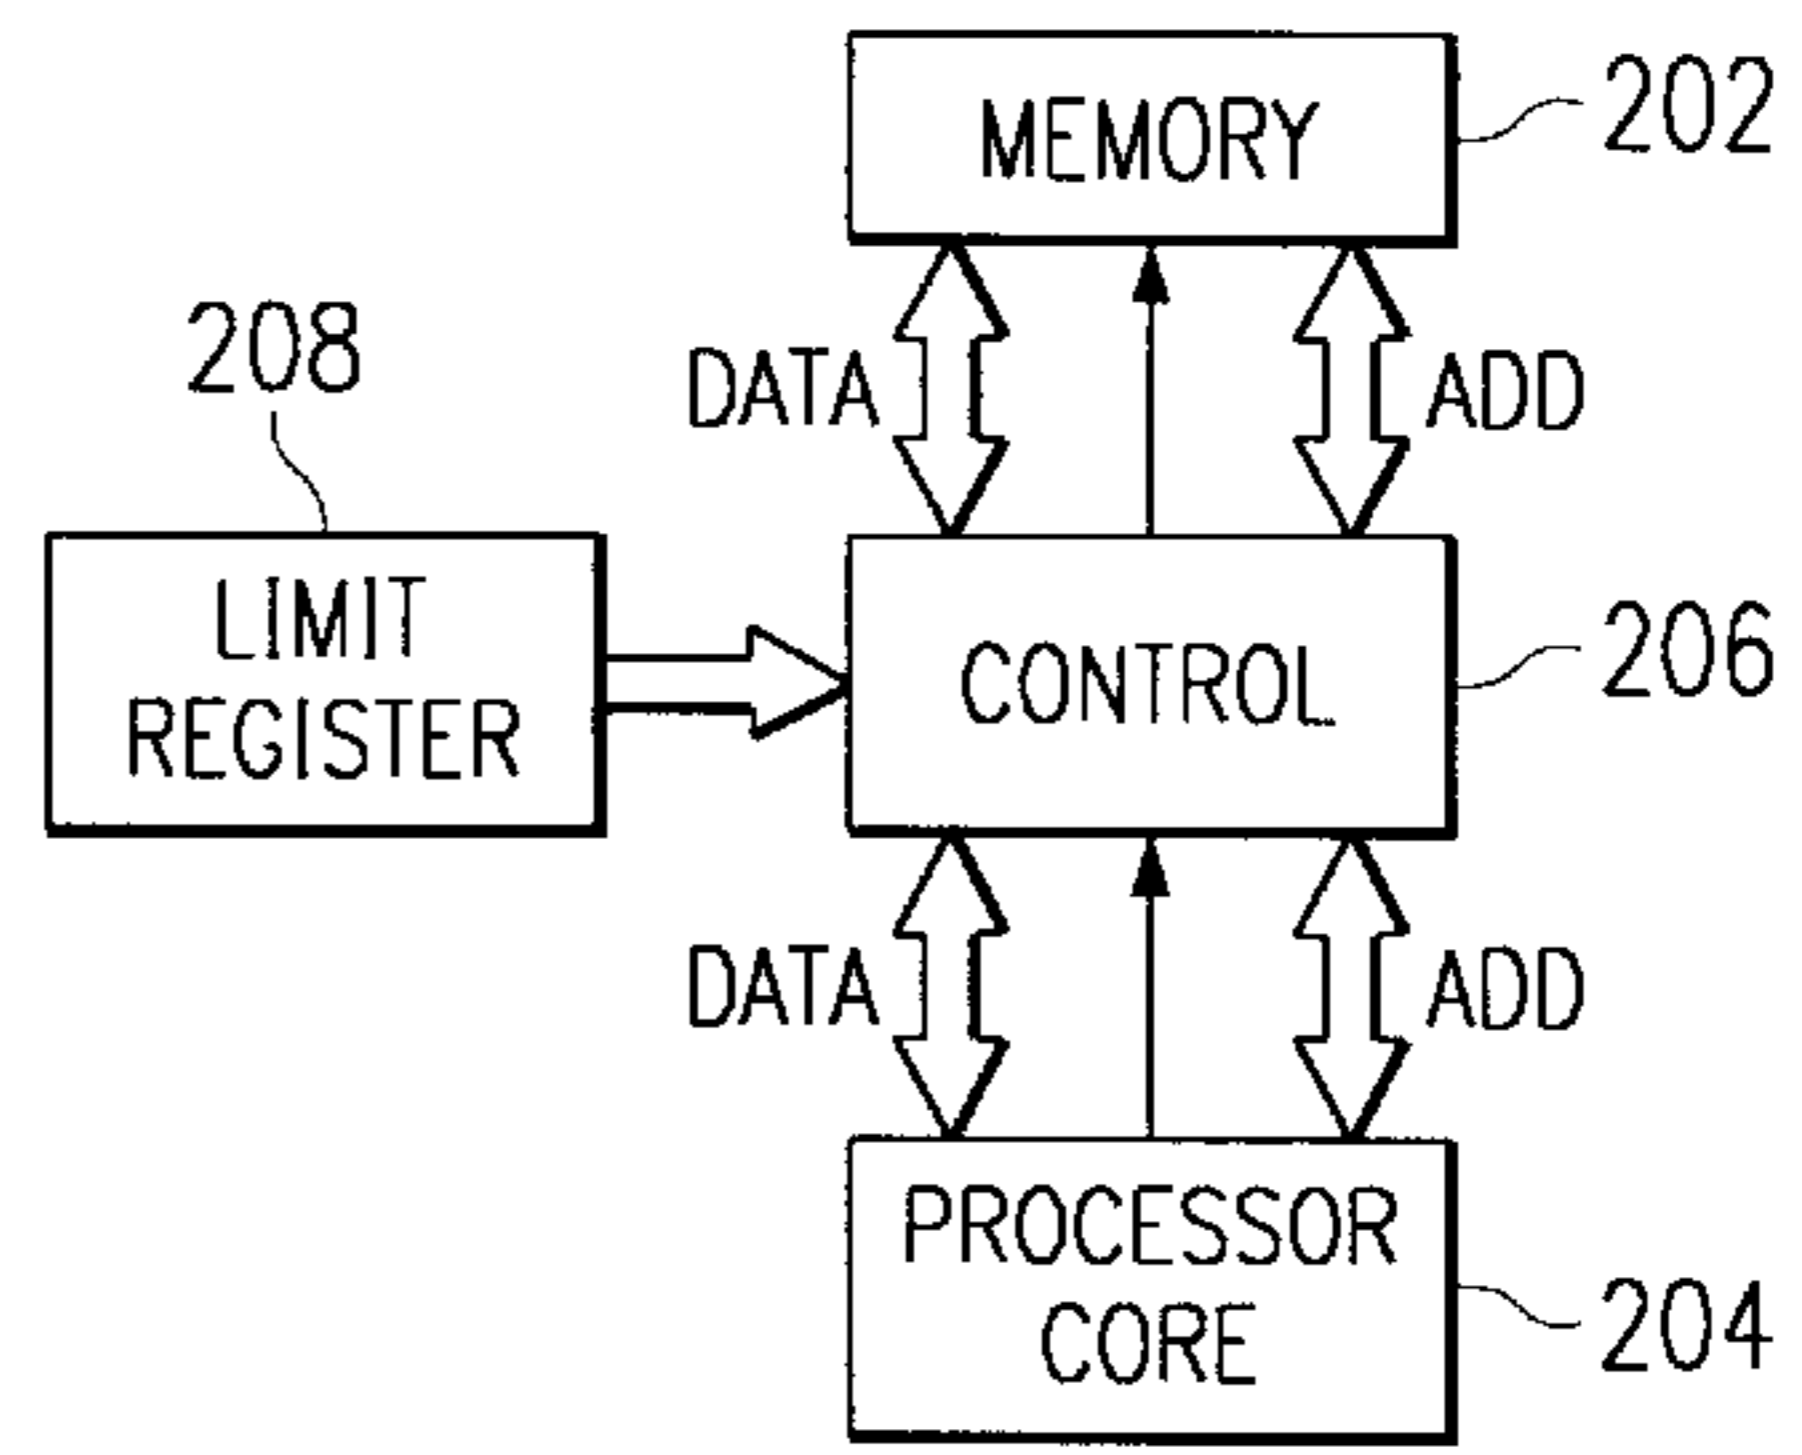 MEMORY
202
208
DATA
ADD
LIMIT
REGISTER
CONTROL
206
DATA
ADD
PROCESSOR
CORE
204